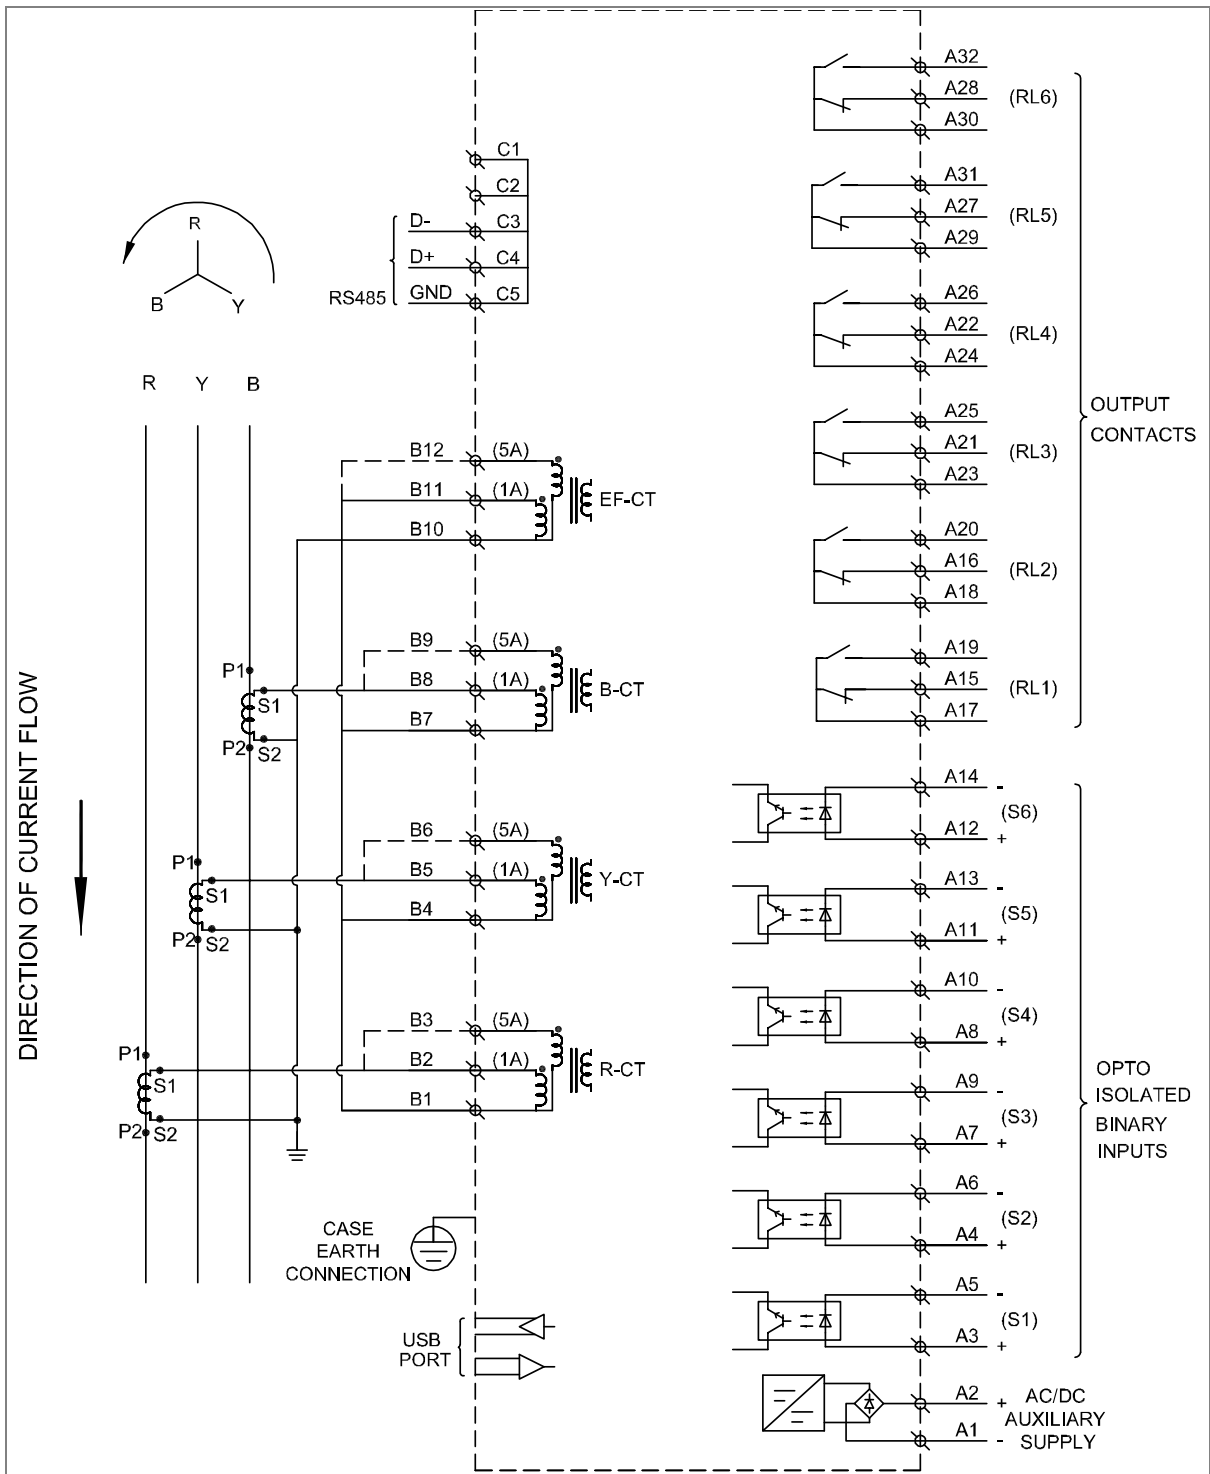 A32
A28
(RL6)
A30
C1
A31
C2
A27
(RL5)
D-
C3
A29
R
D+
C4
GND
C5
RS485
B
Y
A26
A22
(RL4)
A24
R
Y
B
OUTPUT
CONTACTS
A25
A21
(RL3)
A23
B12
(5A)
B11
(1A)
EF-CT
B10
A20
A16
(RL2)
A18
B9
(5A)
A19
P1
B8
(1A)
B-CT
A15
(RL1)
S1
B7
A17
P2
S2
DIRECTION OF CURRENT FLOW
A14
-
(S6)
A12
+
B6
(5A)
P1
B5
(1A)
Y-CT
A13
-
S1
B4
(S5)
P2
S2
A11
+
A10
-
B3
(5A)
(S4)
P1
B2
(1A)
R-CT
A8
+
S1
B1
A9
-
P2
S2
(S3)
A7
+
OPTO
ISOLATED
BINARY
INPUTS
A6
-
(S2)
A4
+
CASE
EARTH
CONNECTION
A5
-
(S1)
A3
+
USB
PORT
A2
+
AC/DC
AUXILIARY
SUPPLY
A1
-